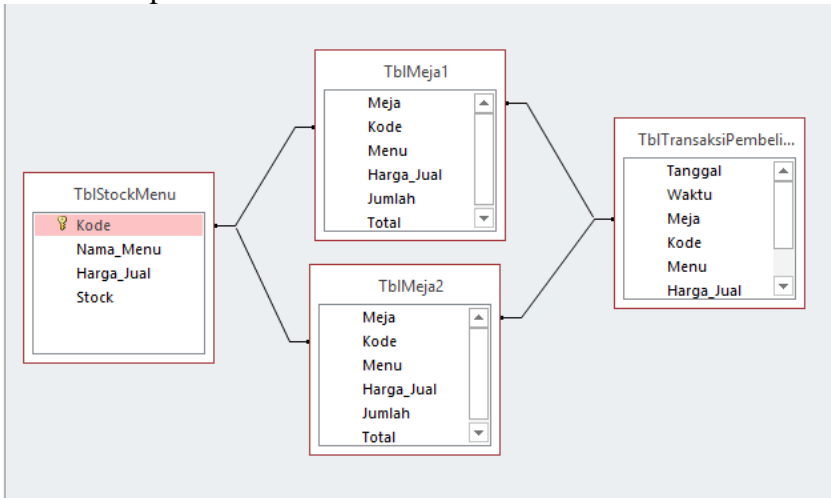 TblStockMenu
Kode
Nama_Menu
Harga_Jual
Stock
TblMeja1
Meja
Kode
Menu
Harga_Jual
Jumlah
Total
TblMeja2
Meja
Kode
Menu
Harga_Jual
Jumlah
Total
TblTransaksiPembeli...
Tanggal
Waktu
Meja
Kode
Menu
Harga_Jual